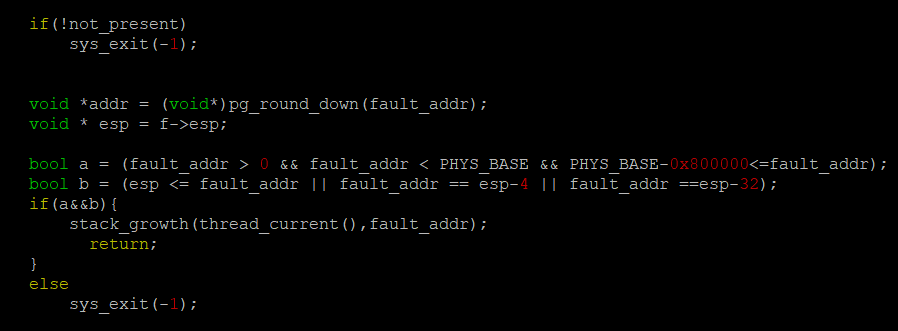 if(!not_present)
    sys_exit(-1);
void *addr = (void*)pg_round_down(fault_addr);
void * esp = f->esp;
bool a = (fault_addr > 0 && fault_addr < PHYS_BASE && PHYS_BASE-0x800000<=fault_addr);
bool b = (esp <= fault_addr || fault_addr == esp-4 || fault_addr ==esp-32);
if(a&&b){
    stack_growth(thread_current(),fault_addr);
      return;
}
else
    sys_exit(-1);